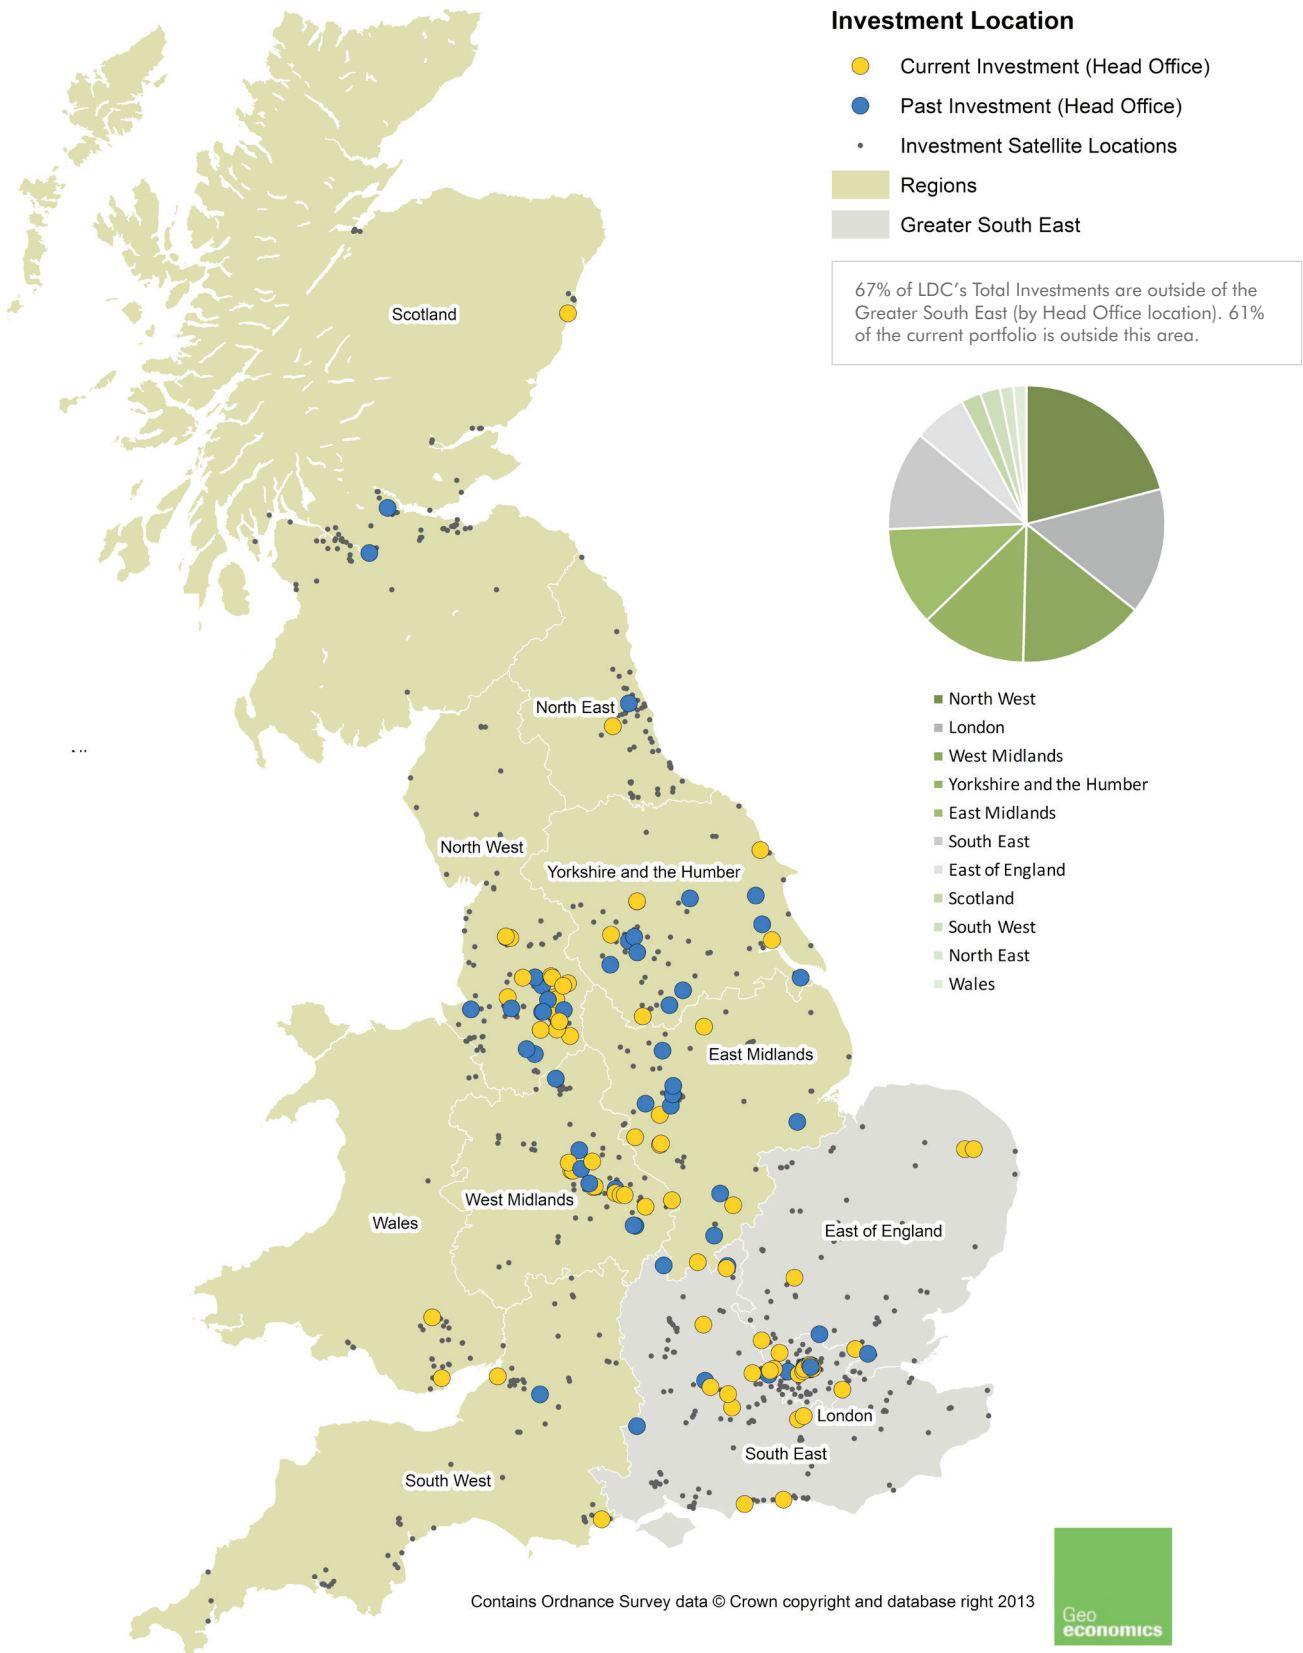 Investment Location
Current Investment (Head Office)
Past Investment (Head Office)
Investment Satellite Locations
Regions
Greater South East
67% of LDC's Total Investments are outside of the
Greater South East (by Head Office location). 61%
of the current portfolio is outside this area.
North West
London
West Midlands
Yorkshire and the Humber
East Midlands
South East
East of England
Scotland
South West
North East
Wales
Scotland
North East
North West
Yorkshire and the Humber
East Midlands
West Midlands
Wales
East of England
London
South East
South West
Contains Ordnance Survey data © Crown copyright and database right 2013
Geo
economics